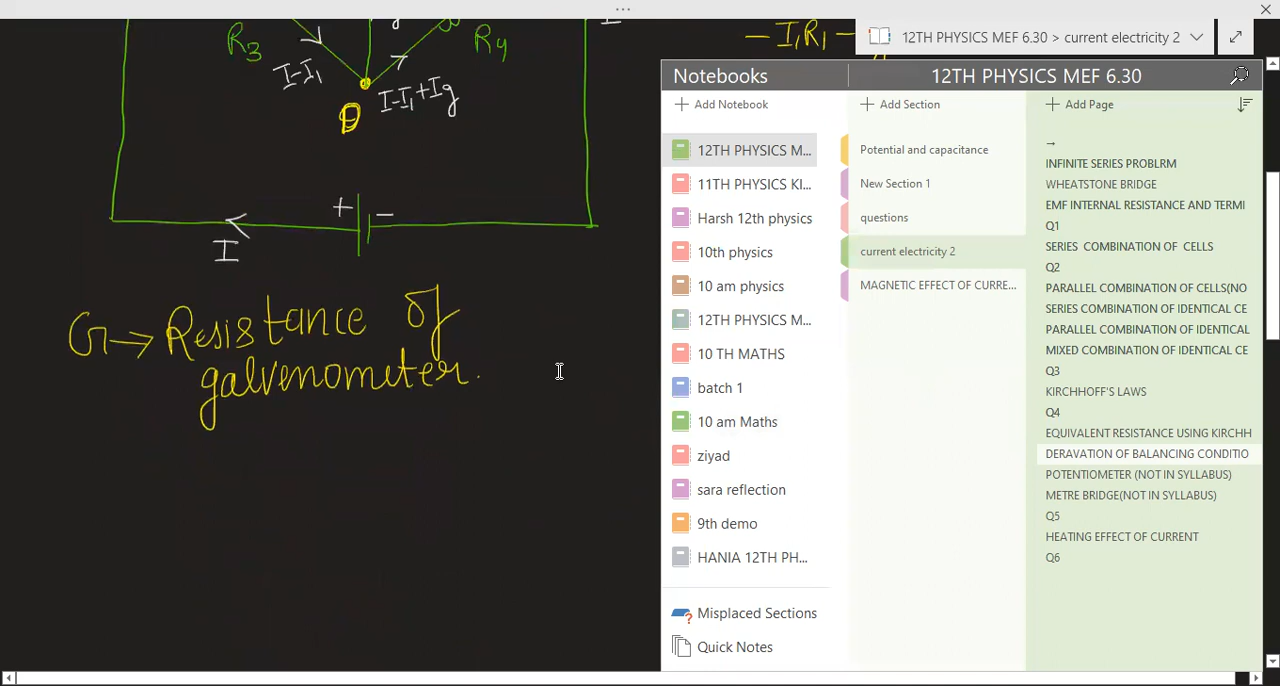 R3
R4
I
I-I1
I-I1+Ig
D
- I1R1 -
+ -
I
G → Resistance of
galvenometer.
12TH PHYSICS MEF 6.30 > current electricity 2
Notebooks
12TH PHYSICS MEF 6.30
+ Add Notebook
+ Add Section
+ Add Page
12TH PHYSICS M...
11TH PHYSICS KI...
Harsh 12th physics
10th physics
10 am physics
12TH PHYSICS M...
10 TH MATHS
batch 1
10 am Maths
ziyad
sara reflection
9th demo
HANIA 12TH PH...
Misplaced Sections
Quick Notes
Potential and capacitance
New Section 1
questions
current electricity 2
MAGNETIC EFFECT OF CURRE...
→
INFINITE SERIES PROBLRM
WHEATSTONE BRIDGE
EMF INTERNAL RESISTANCE AND TERMI
Q1
SERIES COMBINATION OF CELLS
Q2
PARALLEL COMBINATION OF CELLS(NO
SERIES COMBINATION OF IDENTICAL CE
PARALLEL COMBINATION OF IDENTICAL
MIXED COMBINATION OF IDENTICAL CE
Q3
KIRCHHOFF'S LAWS
Q4
EQUIVALENT RESISTANCE USING KIRCHH
DERAVATION OF BALANCING CONDITIO
POTENTIOMETER (NOT IN SYLLABUS)
METRE BRIDGE(NOT IN SYLLABUS)
Q5
HEATING EFFECT OF CURRENT
Q6